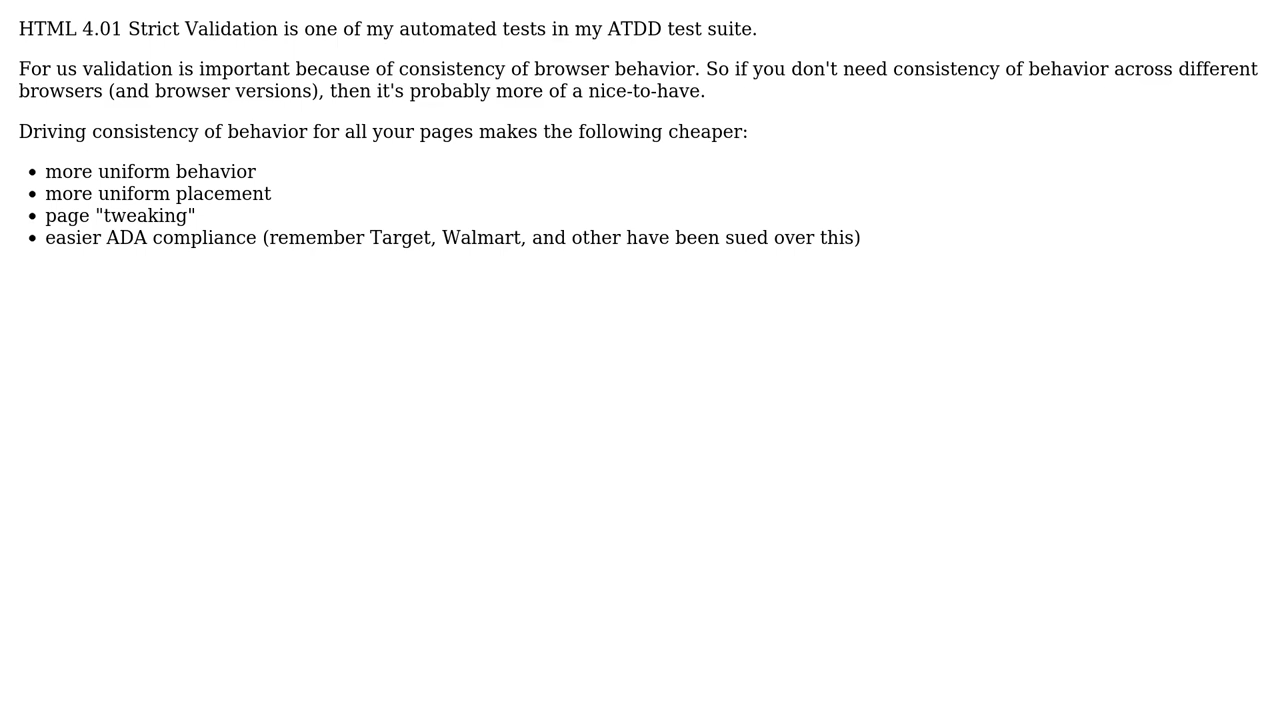 HTML 4.01 Strict Validation is one of my automated tests in my ATDD test suite.
For us validation is important because of consistency of browser behavior. So if you don't need consistency of behavior across different
browsers (and browser versions), then it's probably more of a nice-to-have.
Driving consistency of behavior for all your pages makes the following cheaper:
• more uniform behavior
• more uniform placement
• page "tweaking"
• easier ADA compliance (remember Target, Walmart, and other have been sued over this)